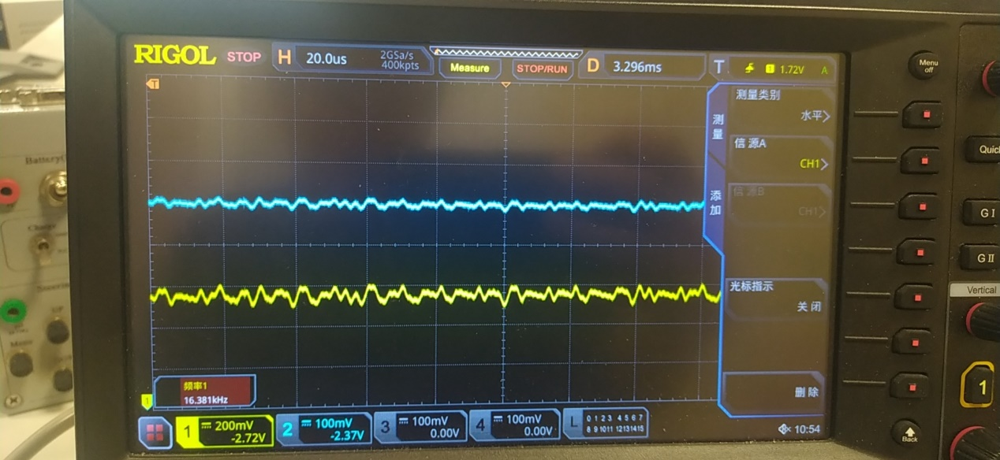 RIGOL STOP H 20.0us 2GSa/s 400kpts Measure STOP/RUN D 3.296ms T 1 1.72V A
T
Menu off
测量类别
水平>
测量
信源A
CH1>
Quic
添加
信源B
CH1>
G I
G II
光标指示
关闭
Vertical
频率1
16.381kHz
删除
1
1
1 200mV -2.72V
2 100mV -2.37V
3 100mV 0.00V
4 100mV 0.00V
L 0 1 2 3 4 5 6 7
8 9 10 11 12 13 14 15
10:54
Back
Battery